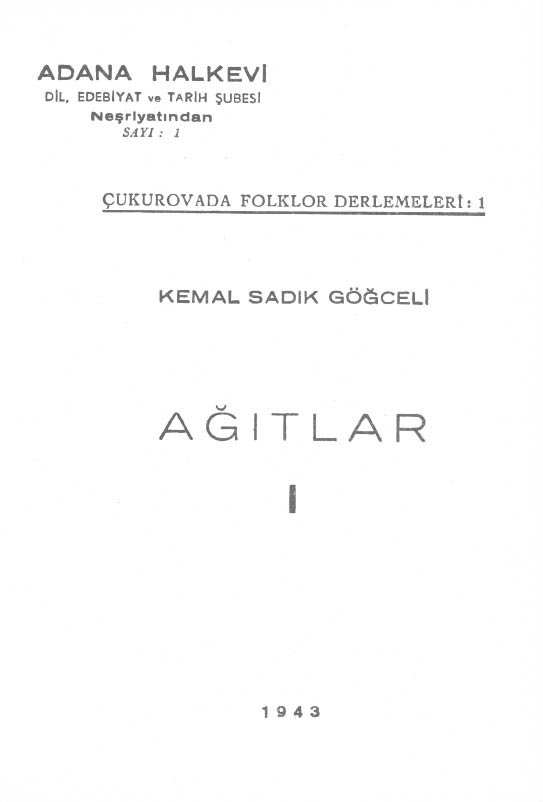 ADANA HALKEVİ
DİL, EDEBİYAT ve TARİH ŞUBESİ
Neşriyatından
SAYI : 1
ÇUKUROVADA FOLKLOR DERLEMELERİ : 1
KEMAL SADIK GÖĞCELİ
AĞITLAR
I
1943